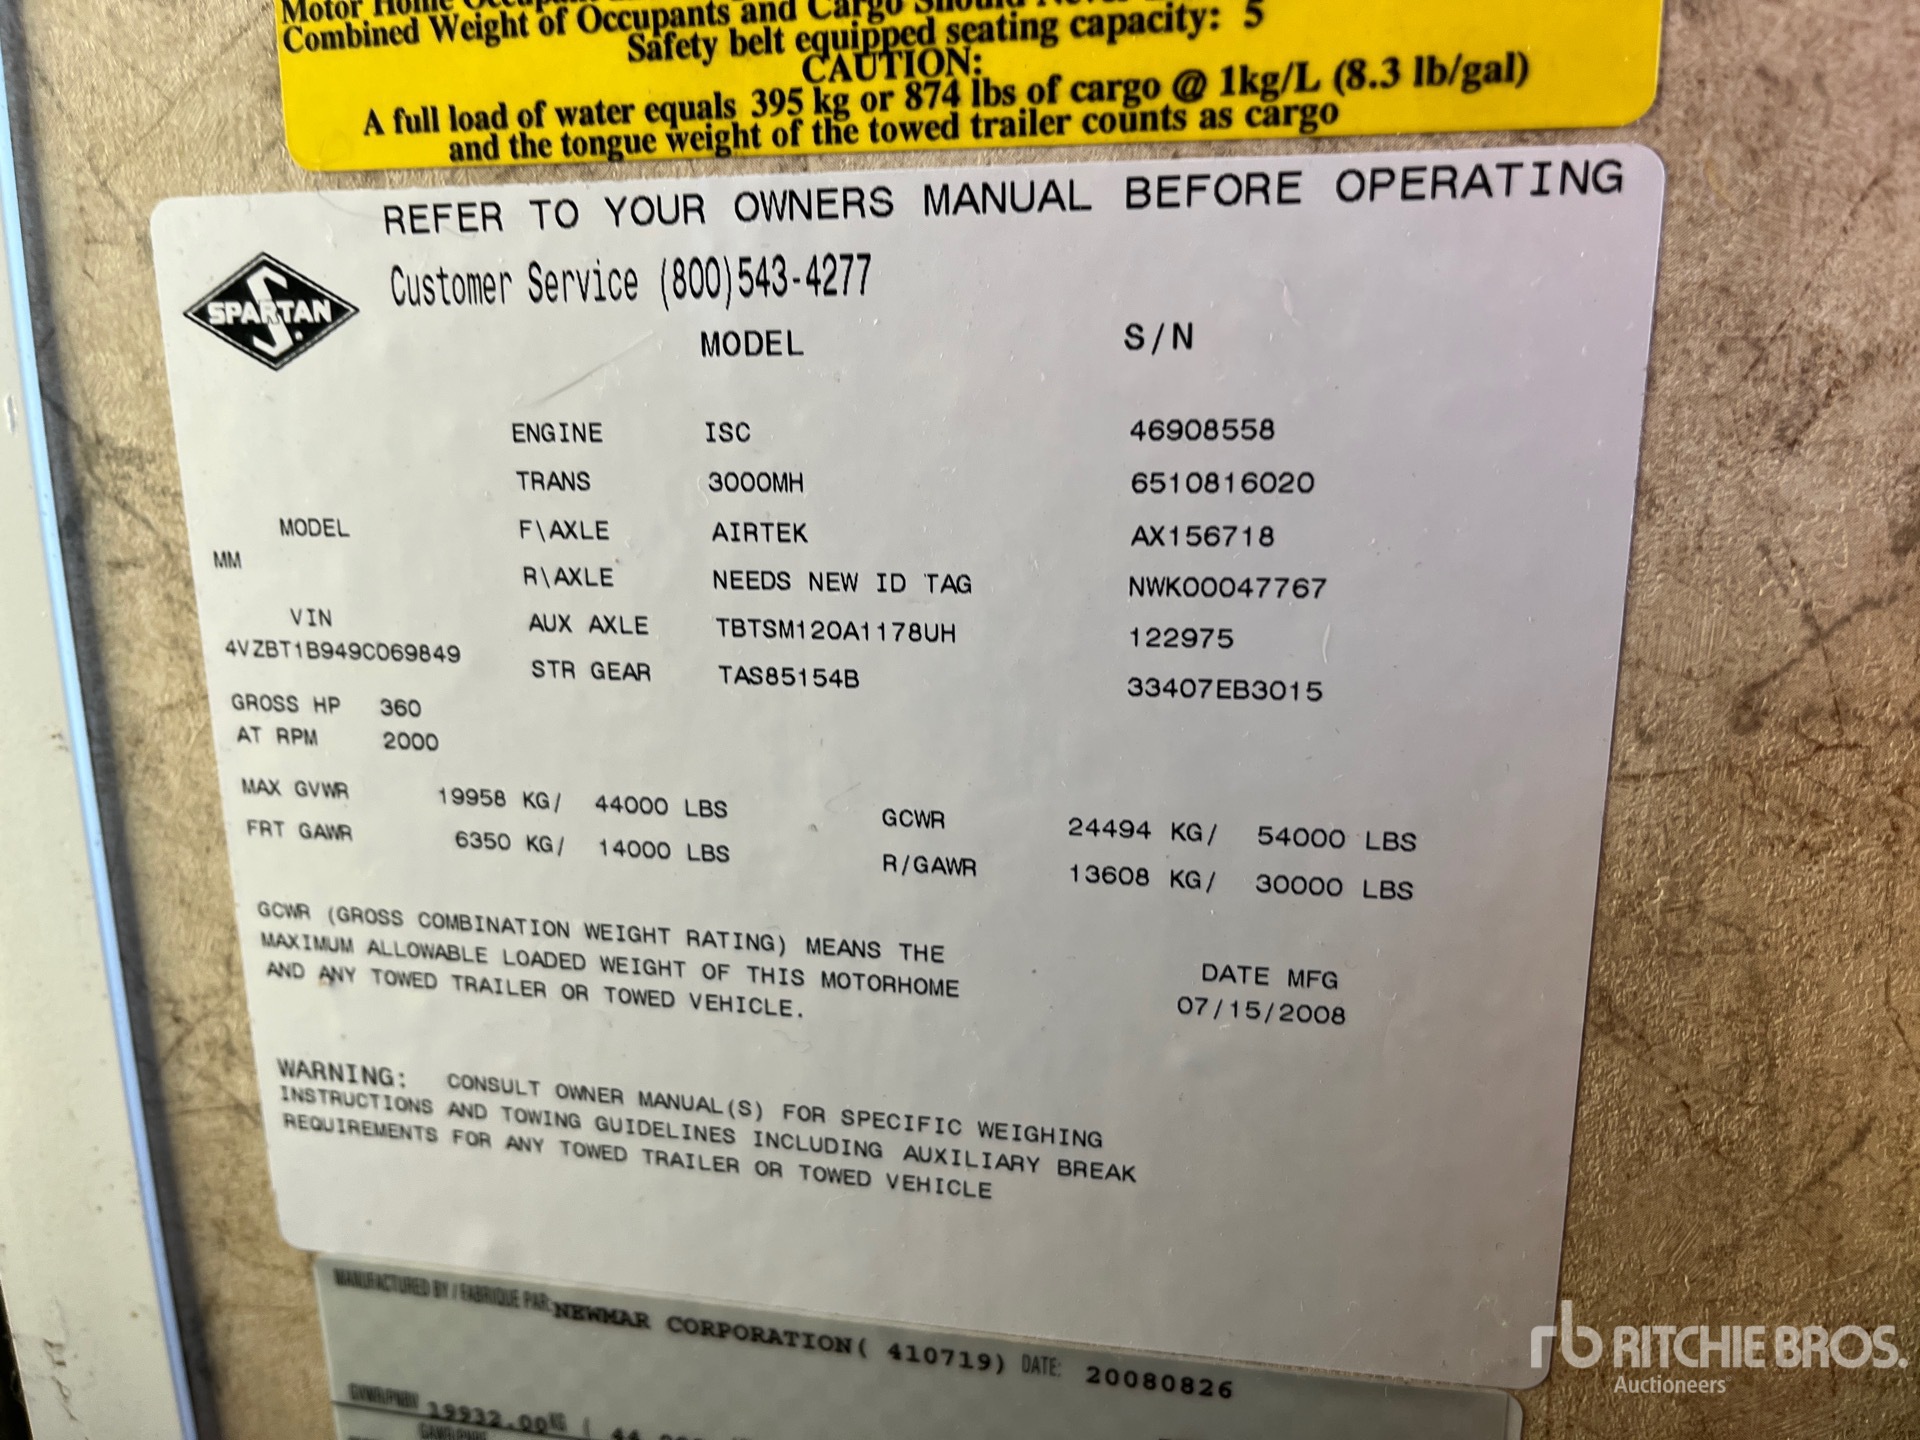 Motor Home
Combined Weight of Occupants and Cargo Should Never
Safety belt equipped seating capacity: 5
CAUTION:
A full load of water equals 395 kg or 874 lbs of cargo @ 1kg/L (8.3 lb/gal)
and the tongue weight of the towed trailer counts as cargo
REFER TO YOUR OWNERS MANUAL BEFORE OPERATING
SPARTAN
Customer Service (800)543-4277
MODEL S/N
ENGINE ISC 46908558
TRANS 3000MH 6510816020
MODEL F\AXLE AIRTEK AX156718
MM R\AXLE NEEDS NEW ID TAG NWK00047767
VIN AUX AXLE TBTSM120A1178UH 122975
4VZBT1B949C069849 STR GEAR TAS85154B 33407EB3015
GROSS HP 360
AT RPM 2000
MAX GVWR 19958 KG/ 44000 LBS GCWR 24494 KG/ 54000 LBS
FRT GAWR 6350 KG/ 14000 LBS R/GAWR 13608 KG/ 30000 LBS
GCWR (GROSS COMBINATION WEIGHT RATING) MEANS THE
MAXIMUM ALLOWABLE LOADED WEIGHT OF THIS MOTORHOME
AND ANY TOWED TRAILER OR TOWED VEHICLE.
DATE MFG
07/15/2008
WARNING: CONSULT OWNER MANUAL(S) FOR SPECIFIC WEIGHING
INSTRUCTIONS AND TOWING GUIDELINES INCLUDING AUXILIARY BREAK
REQUIREMENTS FOR ANY TOWED TRAILER OR TOWED VEHICLE
MANUFACTURED BY / FABRIQUE PAR: NEWMAR CORPORATION( 410719) DATE: 20080826
GVWR/PNBV 19932.00KG ( 44
rb RITCHIE BROS.
Auctioneers